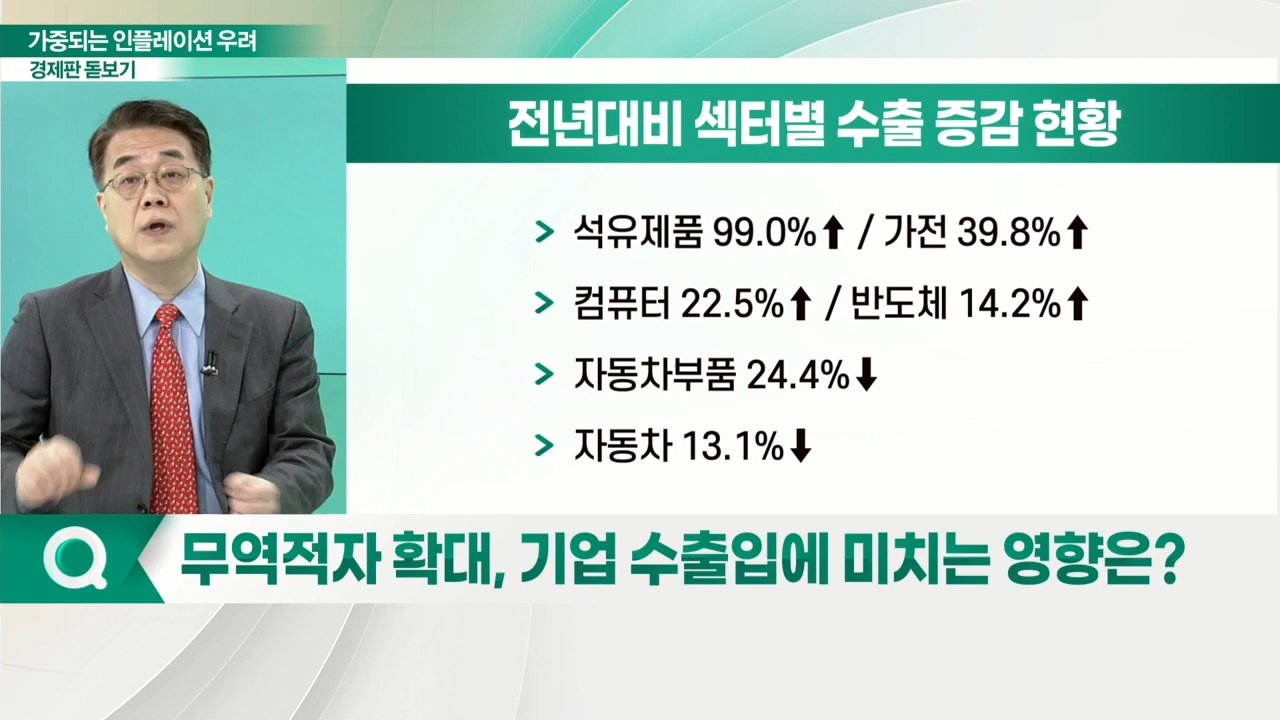 가중되는 인플레이션 우려
경제판 돋보기
전년대비 섹터별 수출 증감 현황
> 석유제품 99.0%⬆ / 가전 39.8%⬆
> 컴퓨터 22.5%⬆ / 반도체 14.2%⬆
> 자동차부품 24.4%⬇
> 자동차 13.1%⬇
Q 무역적자 확대, 기업 수출입에 미치는 영향은?